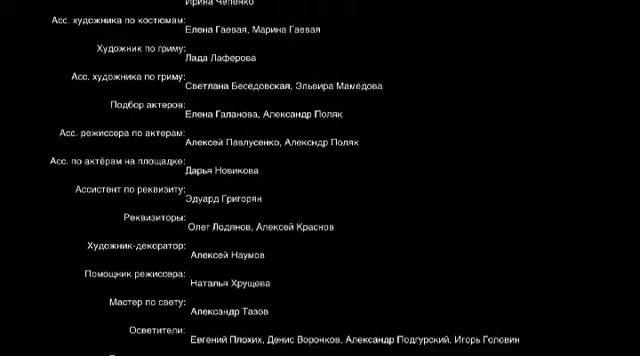 Ирина Чепенко
Асс. художника по костюмам:
Елена Гаевая, Марина Гаевая
Художник по гриму:
Лада Лаферова
Асс. художника по гриму:
Светлана Беседовская, Эльвира Мамедова
Подбор актеров:
Елена Галанова, Александр Поляк
Асс. режиссера по актерам:
Алексей Павлусенко, Алексндр Поляк
Асс. по актёрам на площадке:
Дарья Новикова
Ассистент по реквизиту:
Эдуард Григорян
Реквизиторы:
Олег Лодянов, Алексей Краснов
Художник-декоратор:
Алексей Наумов
Помощник режиссера:
Наталья Хрущева
Мастер по свету:
Александр Тазов
Осветители:
Евгений Плохих, Денис Воронков, Александр Подгурский, Игорь Головин